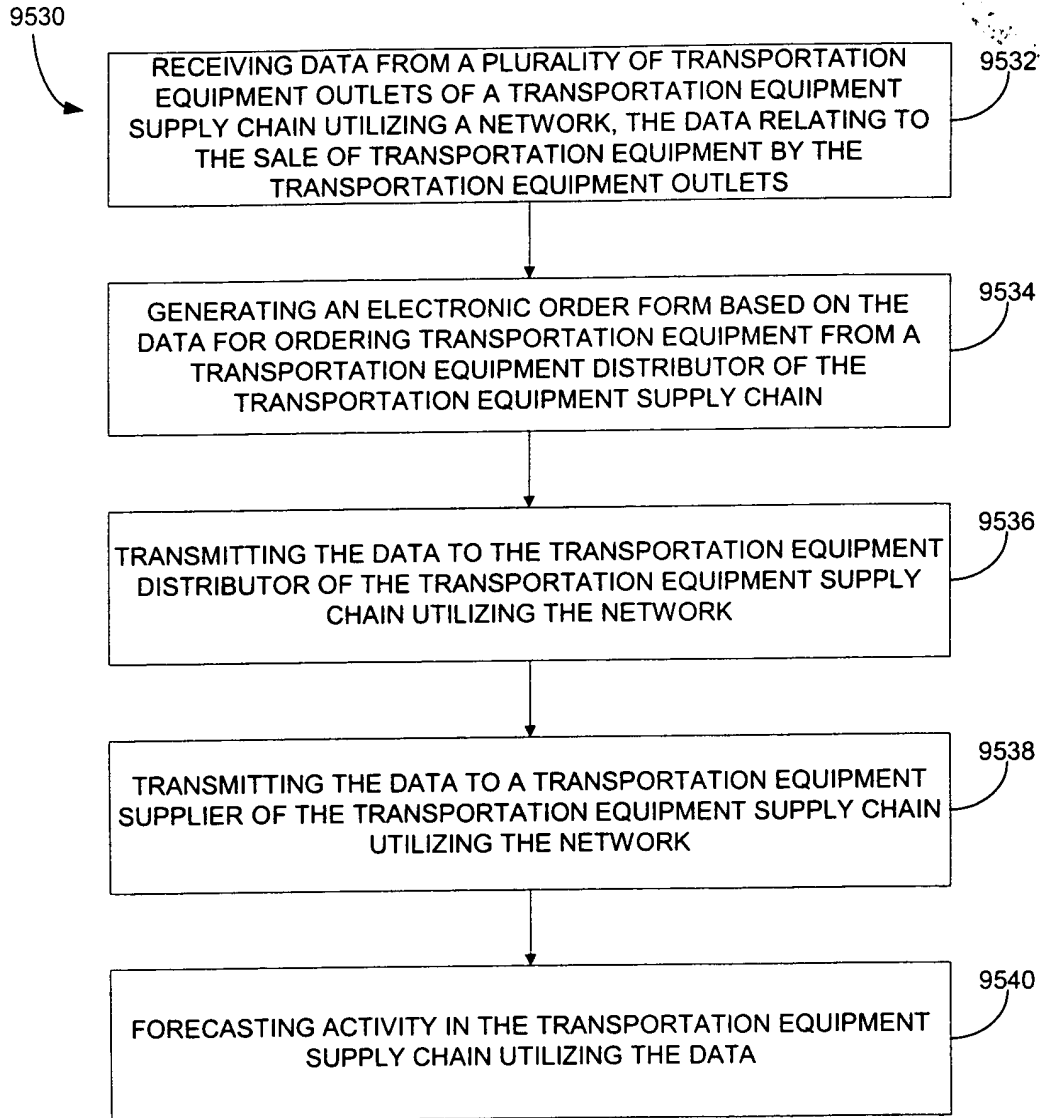 9530
RECEIVING DATA FROM A PLURALITY OF TRANSPORTATION
EQUIPMENT OUTLETS OF A TRANSPORTATION EQUIPMENT
SUPPLY CHAIN UTILIZING A NETWORK, THE DATA RELATING TO
THE SALE OF TRANSPORTATION EQUIPMENT BY THE
TRANSPORTATION EQUIPMENT OUTLETS
9532
GENERATING AN ELECTRONIC ORDER FORM BASED ON THE
DATA FOR ORDERING TRANSPORTATION EQUIPMENT FROM A
TRANSPORTATION EQUIPMENT DISTRIBUTOR OF THE
TRANSPORTATION EQUIPMENT SUPPLY CHAIN
9534
TRANSMITTING THE DATA TO THE TRANSPORTATION EQUIPMENT
DISTRIBUTOR OF THE TRANSPORTATION EQUIPMENT SUPPLY
CHAIN UTILIZING THE NETWORK
9536
TRANSMITTING THE DATA TO A TRANSPORTATION EQUIPMENT
SUPPLIER OF THE TRANSPORTATION EQUIPMENT SUPPLY CHAIN
UTILIZING THE NETWORK
9538
FORECASTING ACTIVITY IN THE TRANSPORTATION EQUIPMENT
SUPPLY CHAIN UTILIZING THE DATA
9540